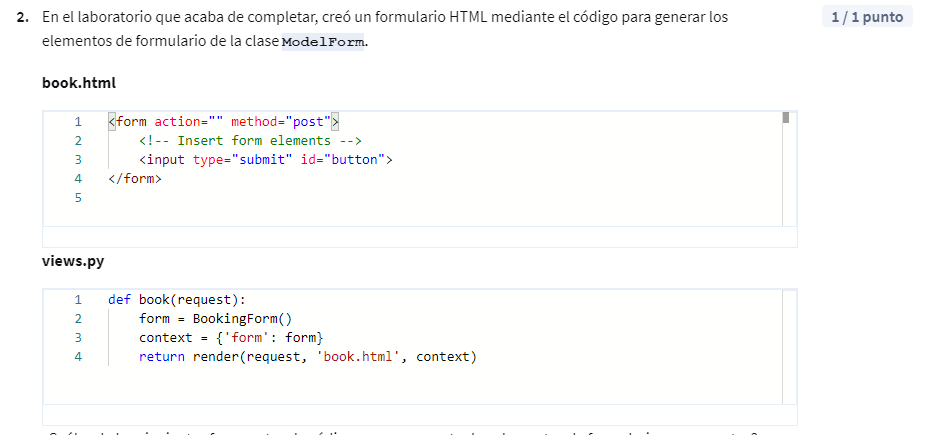 2. En el laboratorio que acaba de completar, creó un formulario HTML mediante el código para generar los
1 / 1 punto
elementos de formulario de la clase ModelForm.
book.html
1 <form action="" method="post">
2 <!-- Insert form elements -->
3 <input type="submit" id="button">
4 </form>
5
views.py
1 def book(request):
2 form = BookingForm()
3 context = {'form': form}
4 return render(request, 'book.html', context)